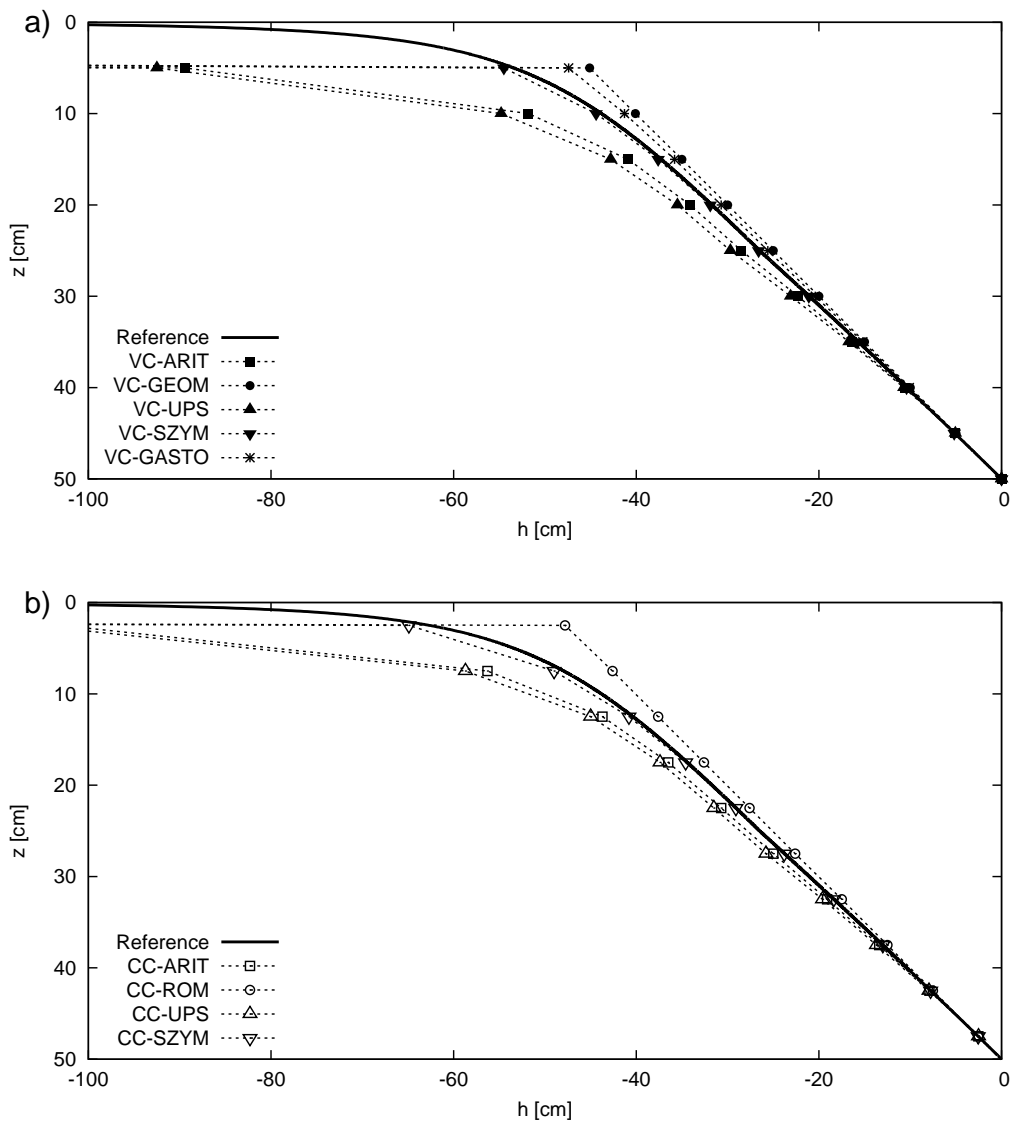 a)
0
10
20
30
40
50
z [cm]
Reference
VC-ARIT
VC-GEOM
VC-UPS
VC-SZYM
VC-GASTO
-100
-80
-60
-40
-20
0
h [cm]
b)
0
10
20
30
40
50
z [cm]
Reference
CC-ARIT
CC-ROM
CC-UPS
CC-SZYM
-100
-80
-60
-40
-20
0
h [cm]